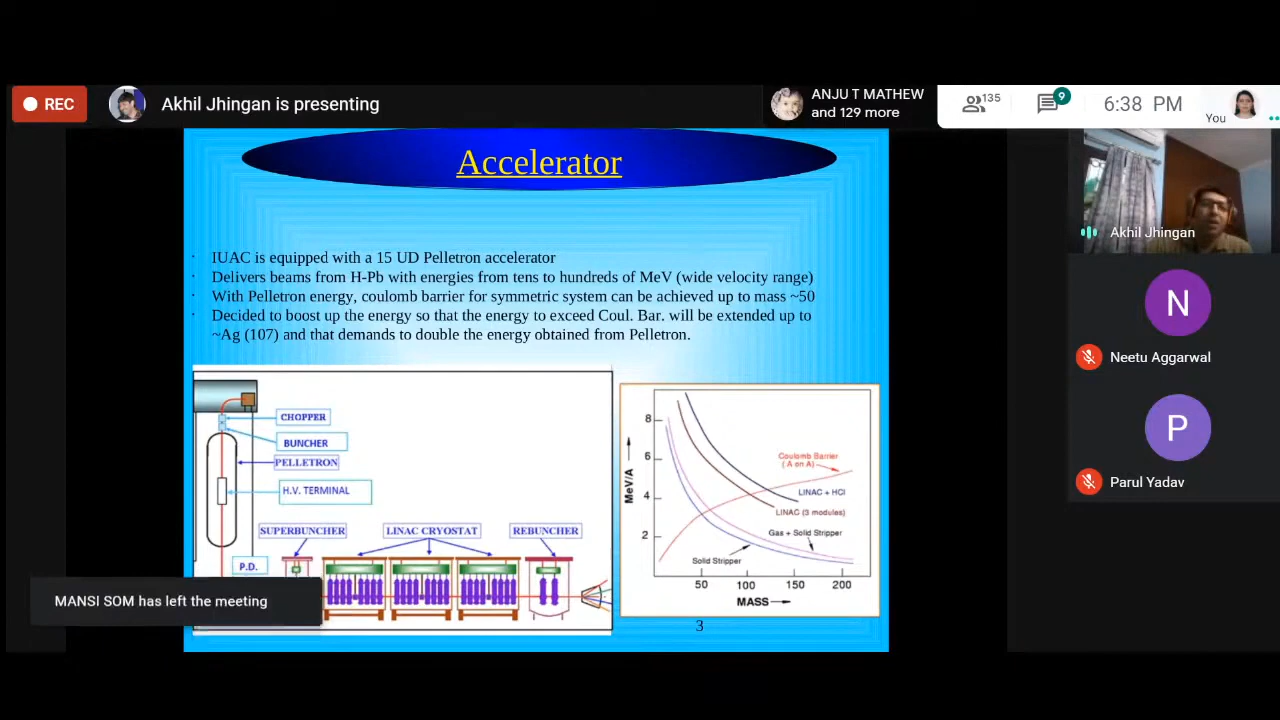 REC
Akhil Jhingan is presenting
ANJU T MATHEW
and 129 more
135
9
6:38 PM
You
Accelerator
Akhil Jhingan
· IUAC is equipped with a 15 UD Pelletron accelerator
· Delivers beams from H-Pb with energies from tens to hundreds of MeV (wide velocity range)
· With Pelletron energy, coulomb barrier for symmetric system can be achieved up to mass ~50
· Decided to boost up the energy so that the energy to exceed Coul. Bar. will be extended up to
~Ag (107) and that demands to double the energy obtained from Pelletron.
N
Neetu Aggarwal
P
Parul Yadav
CHOPPER
BUNCHER
PELLETRON
H.V. TERMINAL
SUPERBUNCHER
LINAC CRYOSTAT
REBUNCHER
P.D.
8
6
4
2
MeV/A
Coulomb Barrier
( A on A)
LINAC + HCI
LINAC (3 modules)
Gas + Solid Stripper
Solid Stripper
50
100
150
200
MASS
MANSI SOM has left the meeting
3